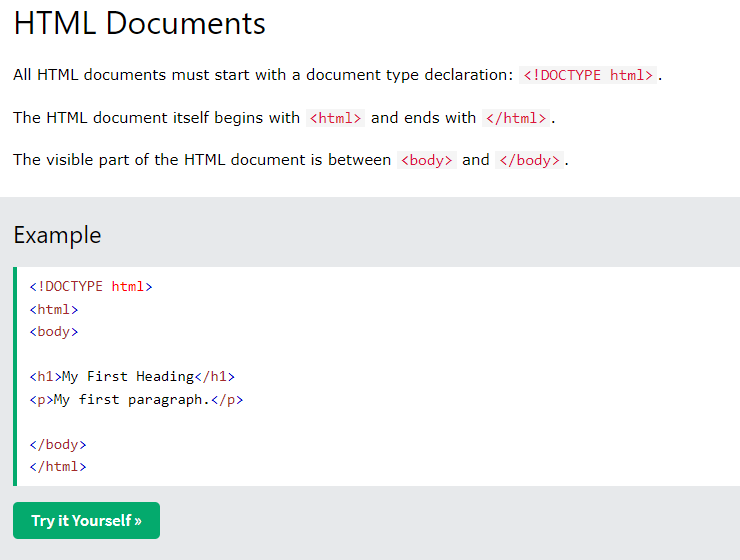 HTML Documents
All HTML documents must start with a document type declaration: <!DOCTYPE html>.
The HTML document itself begins with <html> and ends with </html>.
The visible part of the HTML document is between <body> and </body>.
Example
<!DOCTYPE html>
<html>
<body>
<h1>My First Heading</h1>
<p>My first paragraph.</p>
</body>
</html>
Try it Yourself »